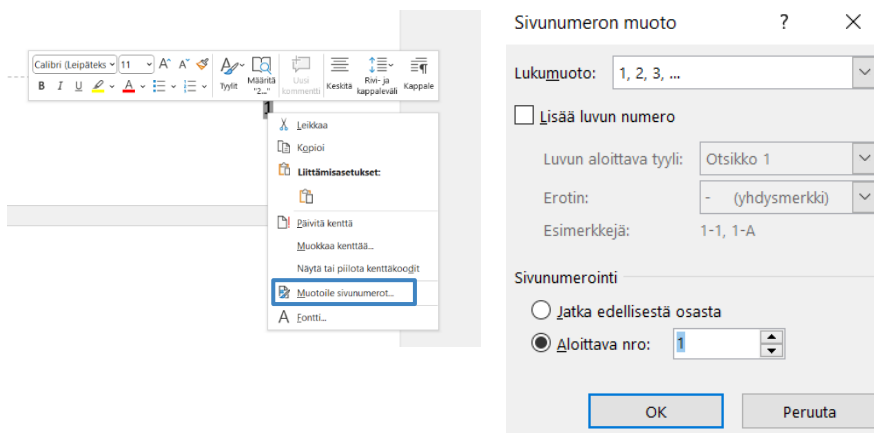 Calibri (Leipäteks 11 A^ A˅
Tyylit Määritä "2..." Uusi kommentti Keskitä Rivi- ja kappaleväli Kappale
B I U A
1
Leikkaa
Kopioi
Liittämisasetukset:
Päivitä kenttä
Muokkaa kenttää...
Näytä tai piilota kenttäkoodit
Muotoile sivunumerot...
A Fontti...
Sivunumeron muoto ? ×
Lukumuoto: 1, 2, 3, ...
Lisää luvun numero
Luvun aloittava tyyli: Otsikko 1
Erotin: - (yhdysmerkki)
Esimerkkejä: 1-1, 1-A
Sivunumerointi
Jatka edellisestä osasta
Aloittava nro: 1
OK Peruuta